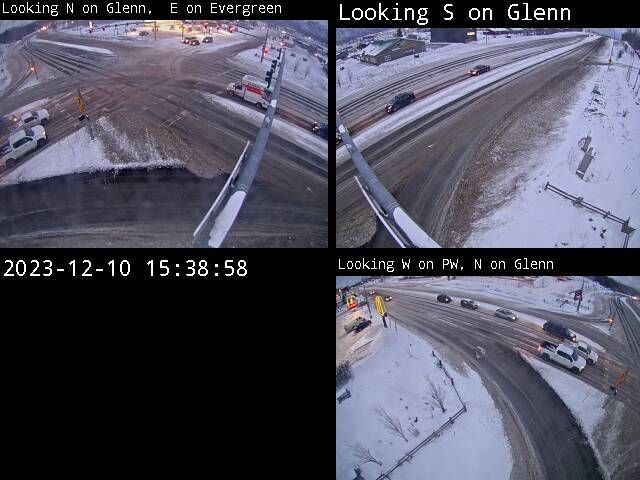 Looking N on Glenn,  E on Evergreen
Looking S on Glenn
2023-12-10 15:38:58
Looking W on PW, N on Glenn